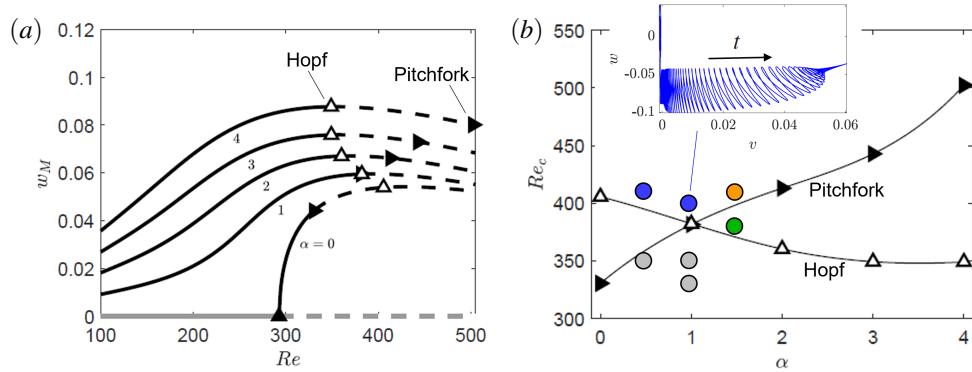 (a)
0.12
0.1
0.08
0.06
0.04
0.02
0
w_M
100
200
300
400
500
Re
Hopf
Pitchfork
4
3
2
1
α = 0
(b)
550
500
450
400
350
300
Re_c
0
1
2
3
4
α
Pitchfork
Hopf
0
-0.05
-0.1
w
t
0
0.02
0.04
0.06
v